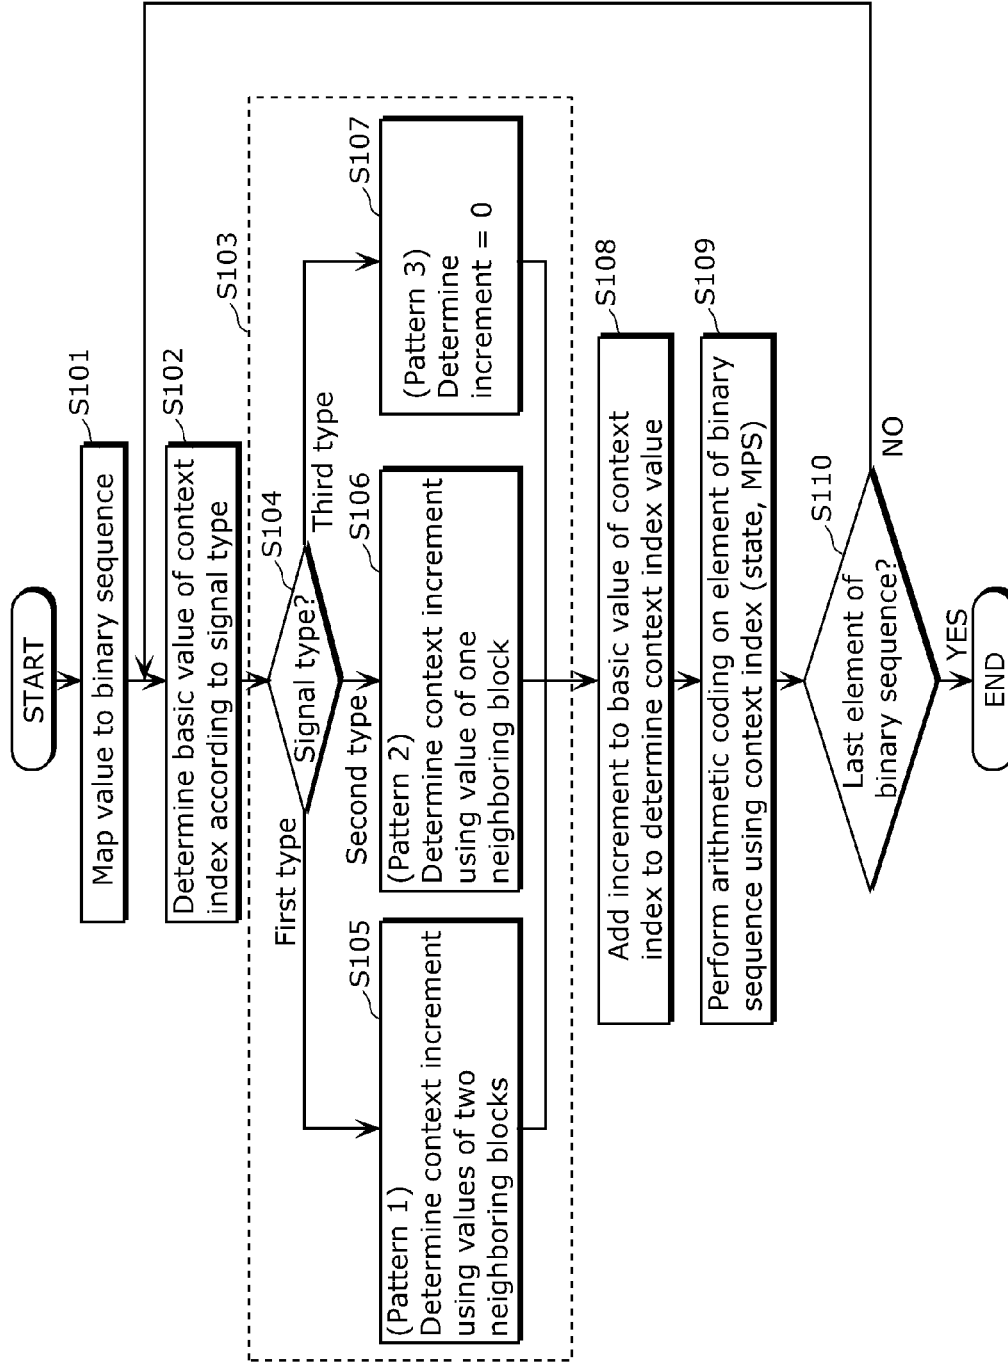 START
S101
Map value to binary sequence
S102
Determine basic value of context
index according to signal type
S103
S104
Signal type?
First type
Second type
Third type
S105
(Pattern 1)
Determine context increment
using values of two
neighboring blocks
S106
(Pattern 2)
Determine context increment
using value of one
neighboring block
S107
(Pattern 3)
Determine
increment = 0
S108
Add increment to basic value of context
index to determine context index value
S109
Perform arithmetic coding on element of binary
sequence using context index (state, MPS)
S110
Last element of
binary sequence?
NO
YES
END